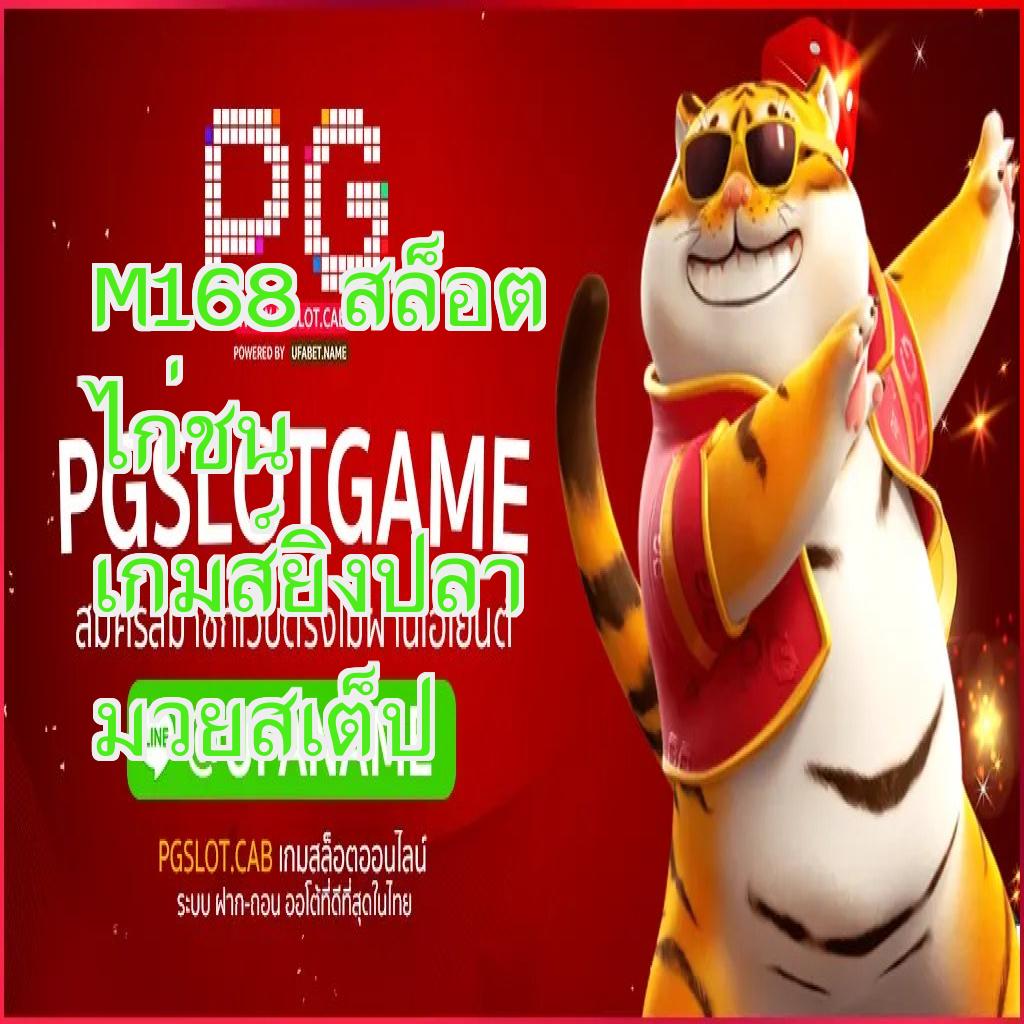 PG
M168 สล็อต
SLOT.CAB
POWERED BY UFABET.NAME
ไก่ชน
PGSLOTGAME
เกมส์ยิงปลา
สมัครสมาชิกเว็บตรงไม่ผ่านเอเย่นต์
มวยสเต็ป
LINE @UFANAME
PGSLOT.CAB เกมสล็อตออนไลน์
ระบบ ฝาก-ถอน ออโต้ที่ดีที่สุดในไทย